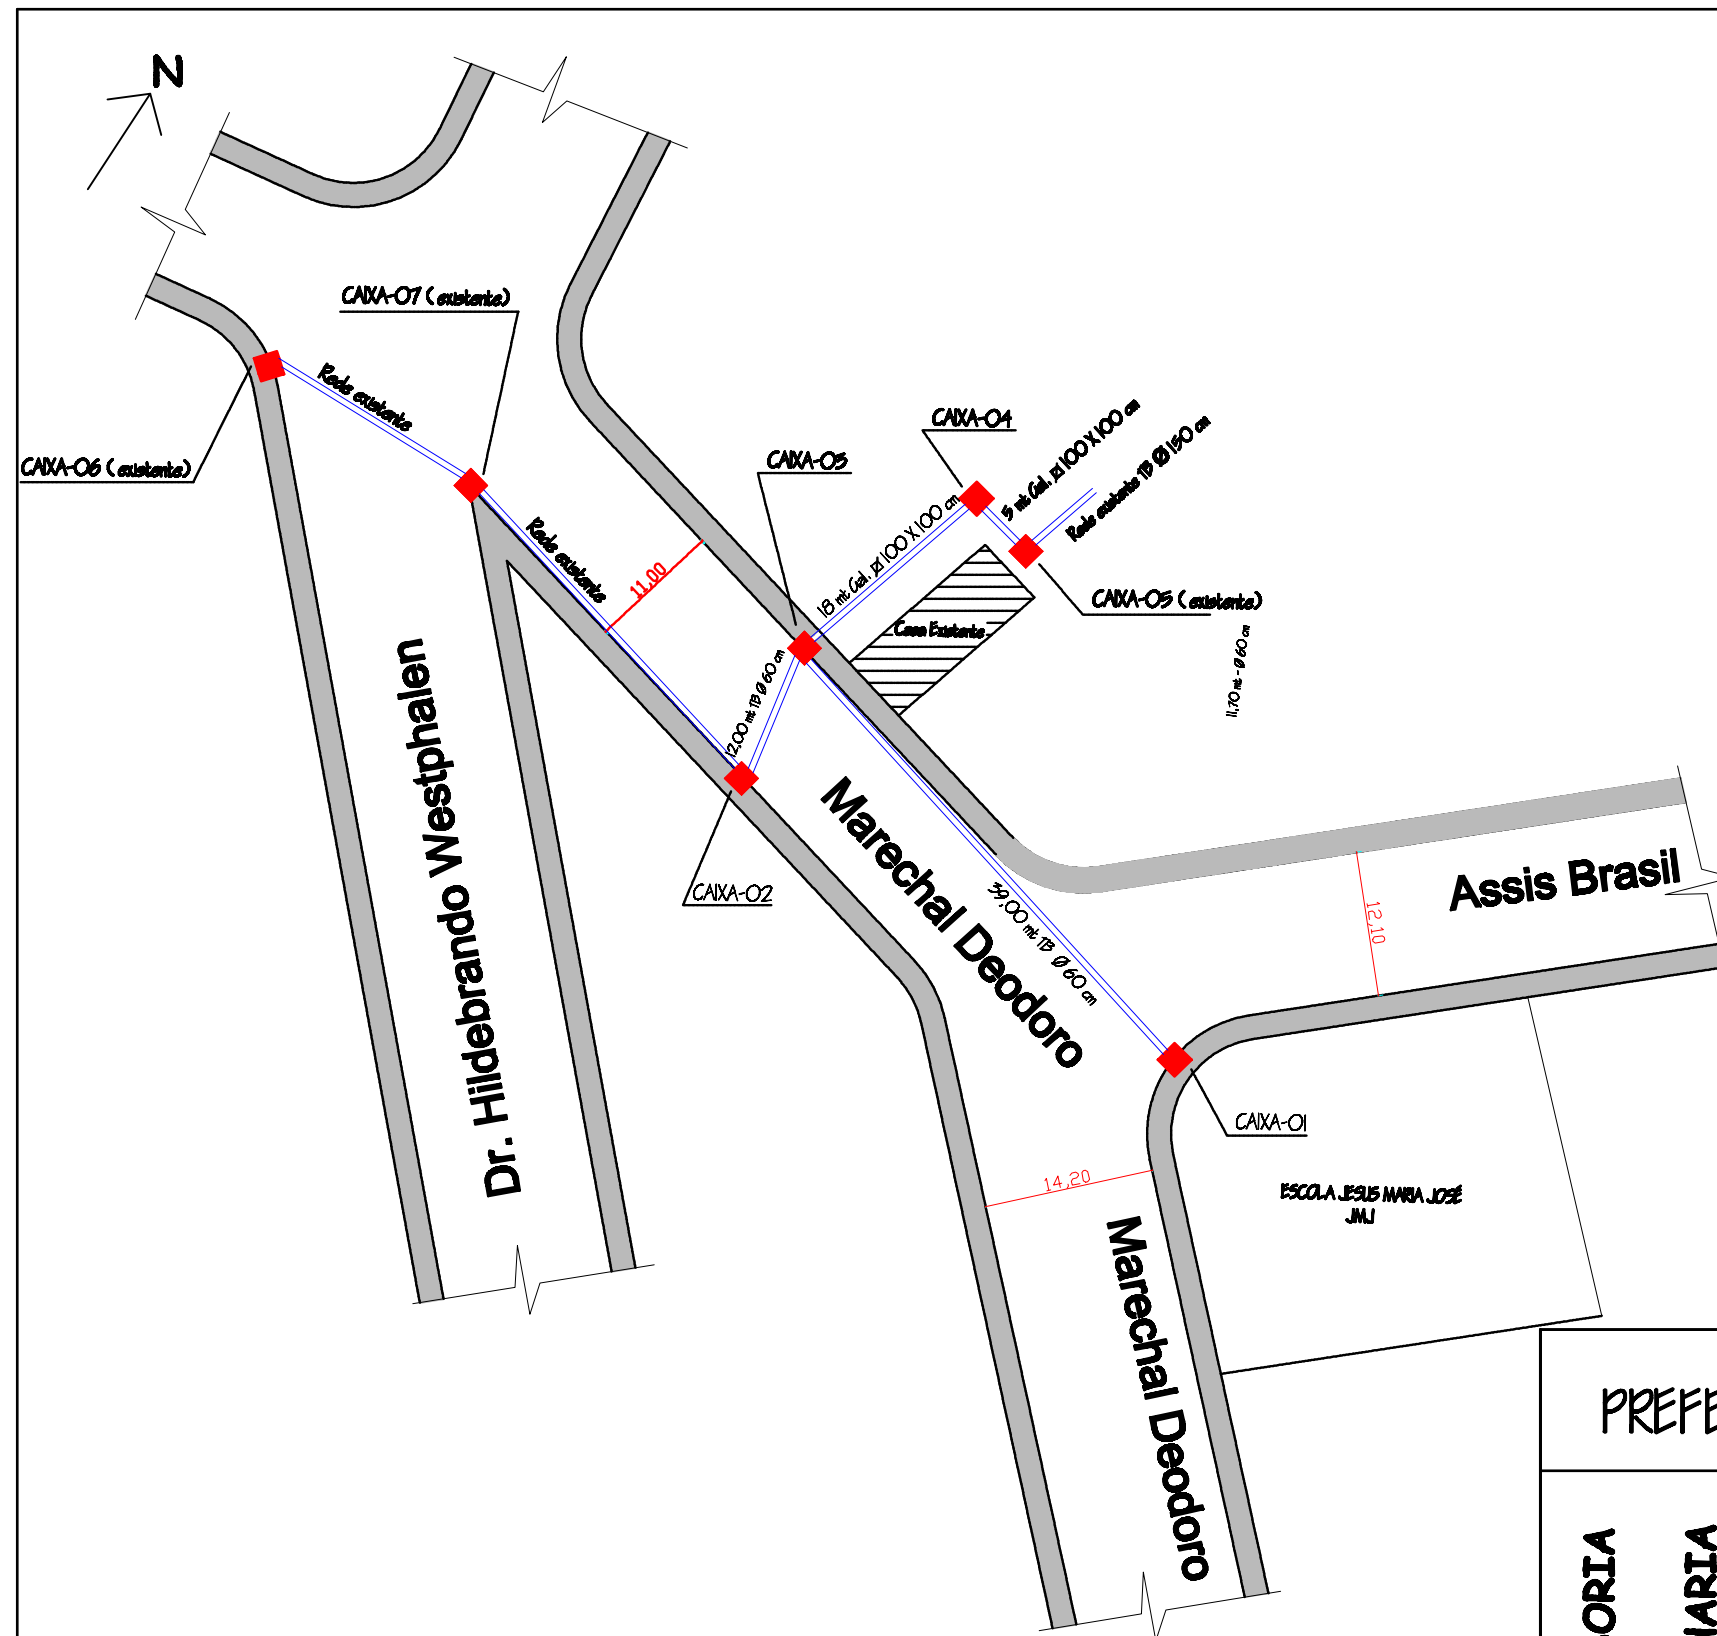 N
CAIXA-07 (existente)
Rede existente
CAIXA-06 (existente)
CAIXA-04
5 mt Gal. 100 X 100 cm
Rede existente TB Ø 150 cm
CAIXA-03
18 mt Gal. 100 X 100 cm
Rede existente
11,00
CAIXA-05 (existente)
Casa Existente
11,70 mt - Ø 60 cm
12,00 mt TB Ø 60 cm
Dr. Hildebrando Westphalen
Marechal Deodoro
CAIXA-02
39,00 mt TB Ø 60 cm
Assis Brasil
12,10
CAIXA-01
14,20
ESCOLA JESUS MARIA JOSÉ
JMJ
Marechal Deodoro
PREFE
ORIA
ARIA